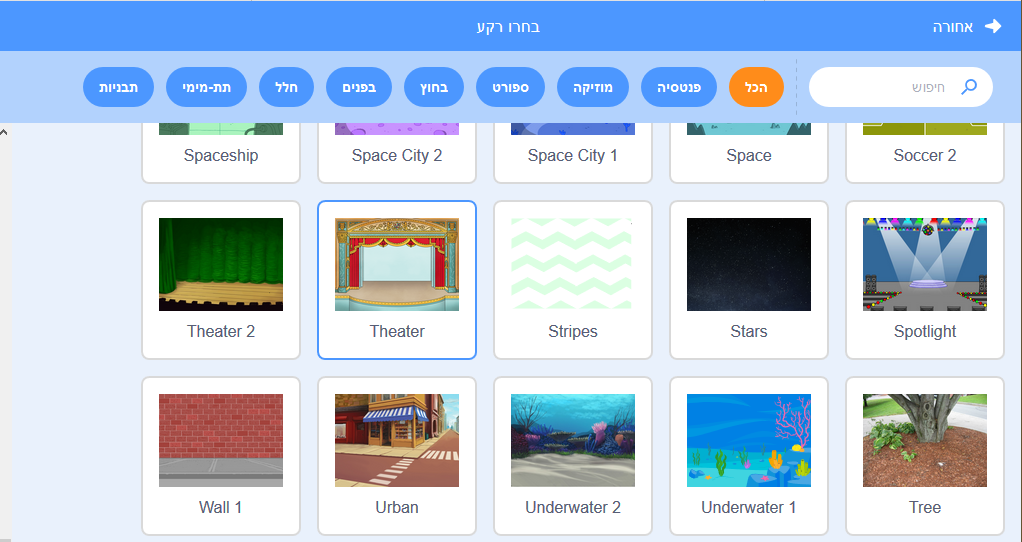 אחורה
בחרו רקע
חיפוש
הכל
פנטסיה
מוזיקה
ספורט
בחוץ
בפנים
חלל
תת-מימי
תבניות
Soccer 2
Space
Space City 1
Space City 2
Spaceship
Spotlight
Stars
Stripes
Theater
Theater 2
Tree
Underwater 1
Underwater 2
Urban
Wall 1